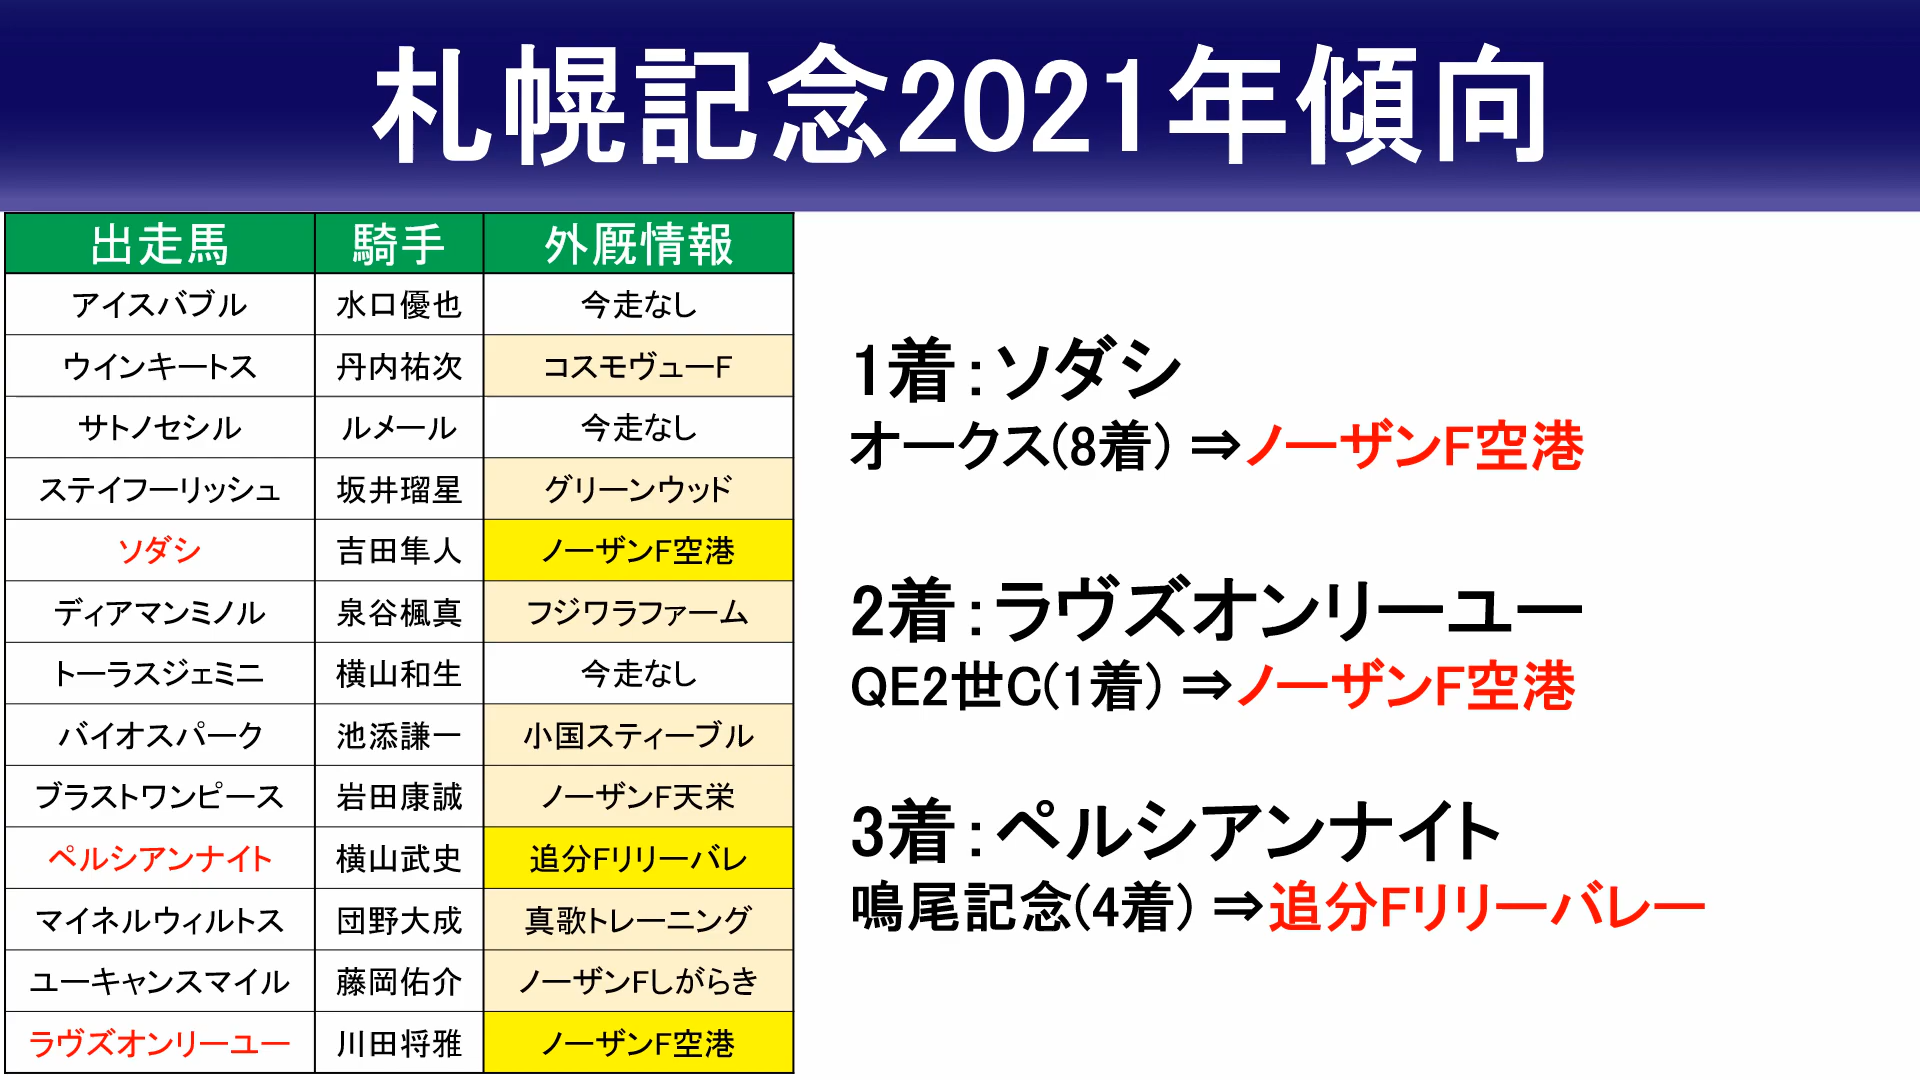 札幌記念2021年傾向
出走馬 騎手 外厩情報
アイスバブル 水口優也 今走なし
ウインキートス 丹内祐次 コスモヴューF
サトノセシル ルメール 今走なし
ステイフーリッシュ 坂井瑠星 グリーンウッド
ソダシ 吉田隼人 ノーザンF空港
ディアマンミノル 泉谷楓真 フジワラファーム
トーラスジェミニ 横山和生 今走なし
バイオスパーク 池添謙一 小国スティーブル
ブラストワンピース 岩田康誠 ノーザンF天栄
ペルシアンナイト 横山武史 追分Fリリーバレ
マイネルウィルトス 団野大成 真歌トレーニング
ユーキャンスマイル 藤岡佑介 ノーザンFしがらき
ラヴズオンリーユー 川田将雅 ノーザンF空港
1着：ソダシ
オークス(8着) ⇒ノーザンF空港
2着：ラヴズオンリーユー
QE2世C(1着) ⇒ノーザンF空港
3着：ペルシアンナイト
鳴尾記念(4着) ⇒追分Fリリーバレー